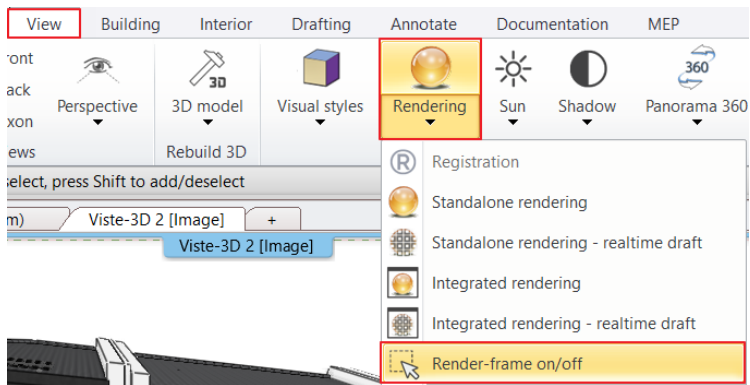 View Building Interior Drafting Annotate Documentation MEP
ront
ack
xon
Perspective 3D model Visual styles Rendering Sun Shadow Panorama 360
3D
360
ews Rebuild 3D
select, press Shift to add/deselect
m) Viste-3D 2 [Image] +
Viste-3D 2 [Image]
® Registration
Standalone rendering
Standalone rendering - realtime draft
Integrated rendering
Integrated rendering - realtime draft
Render-frame on/off